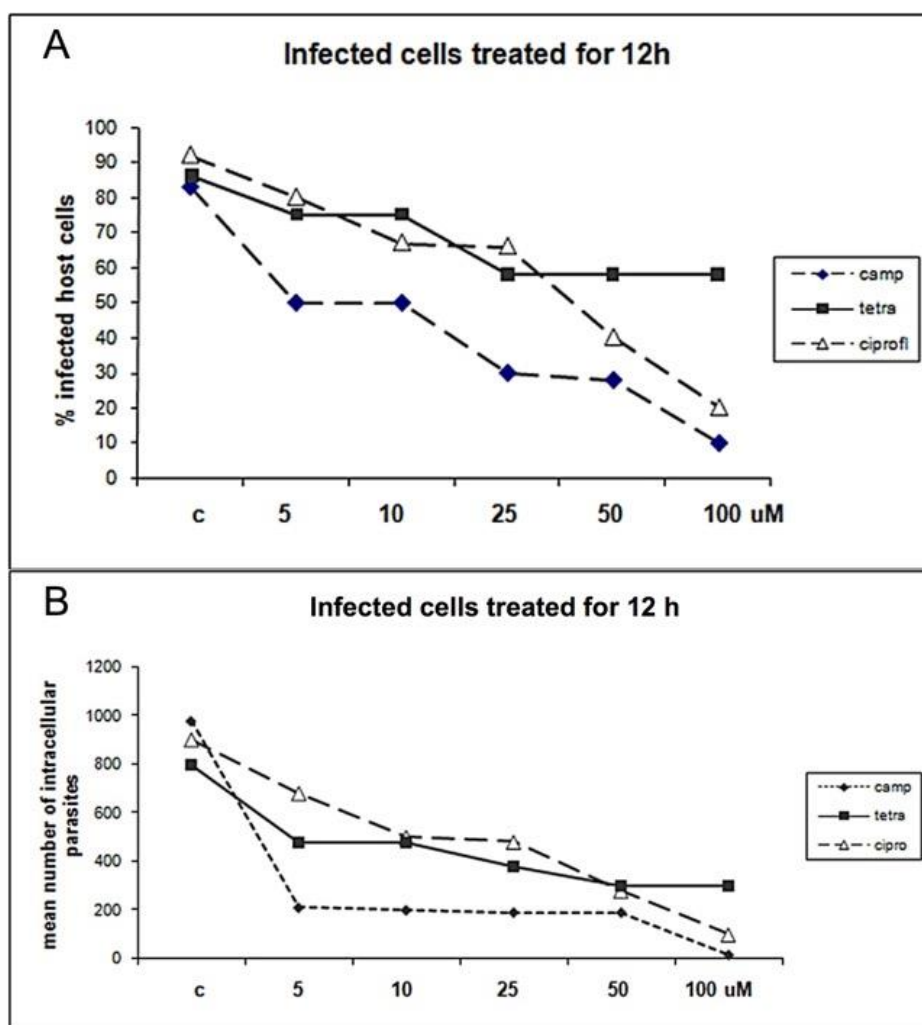 A
Infected cells treated for 12h
% infected host cells
100
90
80
70
60
50
40
30
20
10
0
c 5 10 25 50 100 uM
camp
tetra
ciprofl
B
Infected cells treated for 12 h
mean number of intracellular
parasites
1200
1000
800
600
400
200
0
c 5 10 25 50 100 uM
camp
tetra
cipro